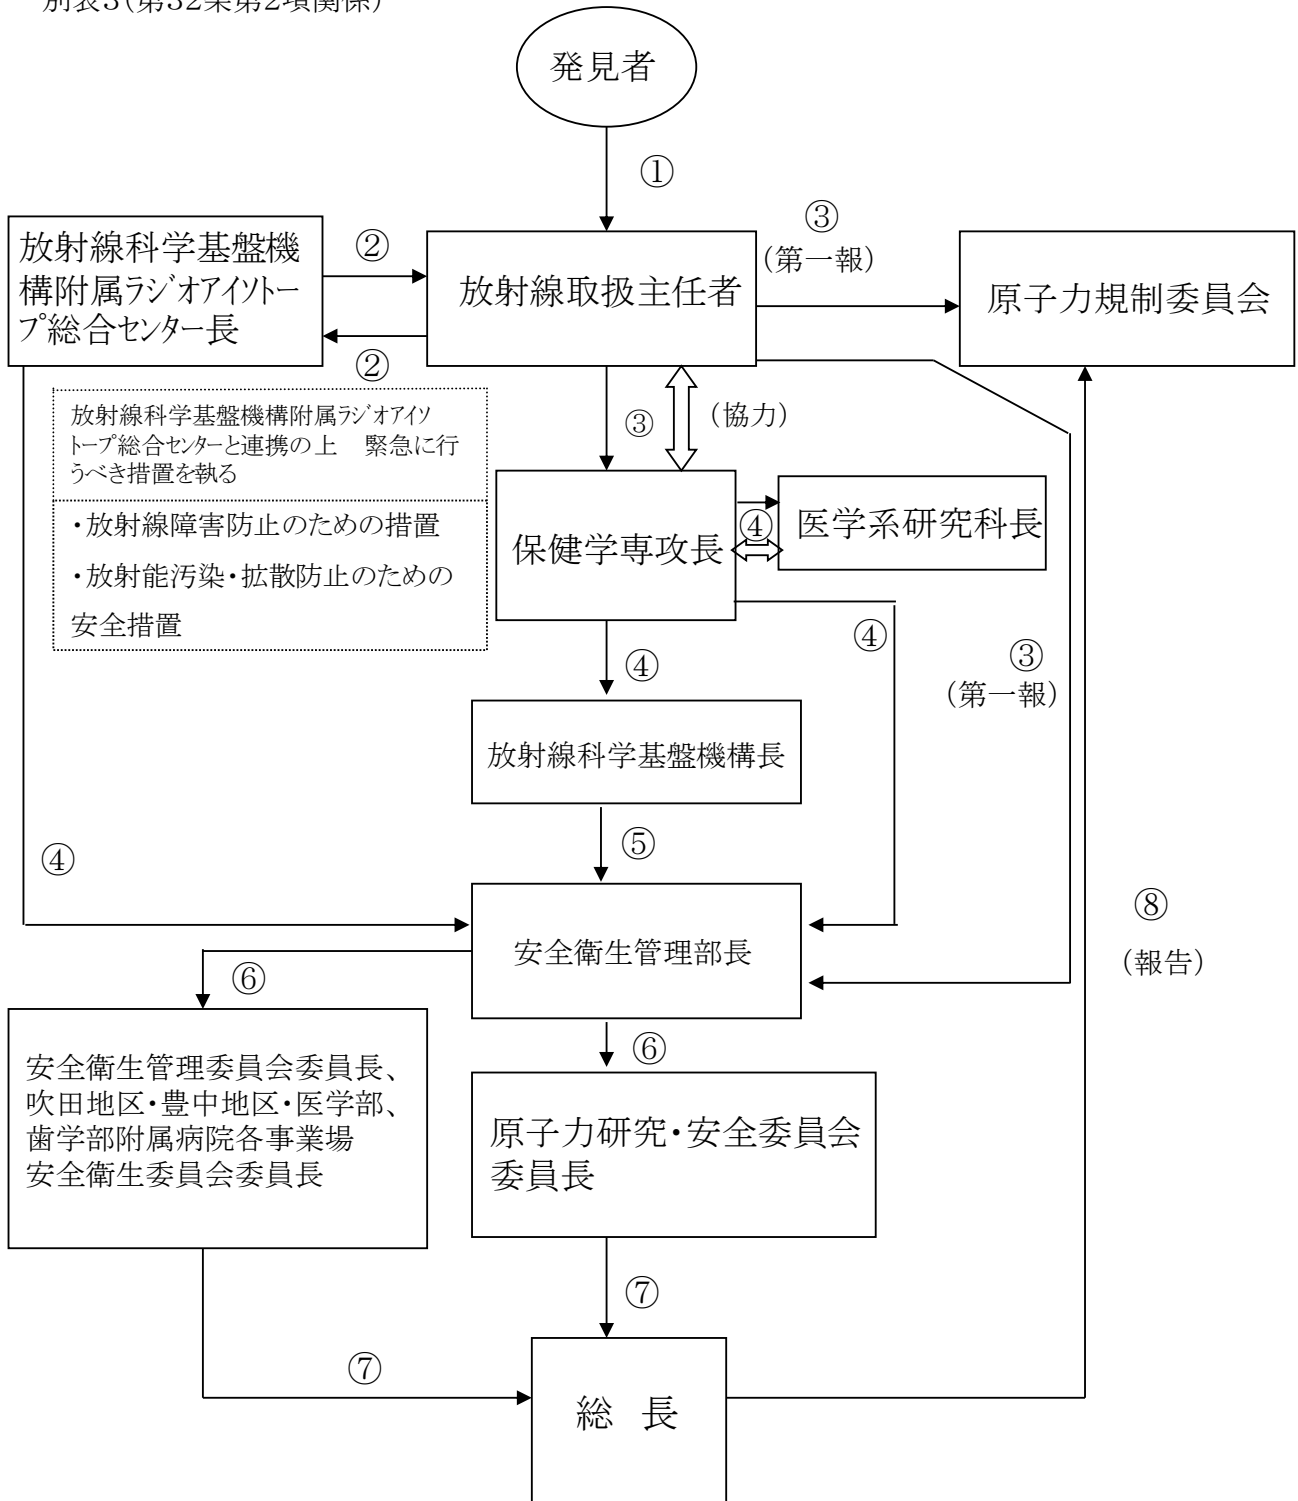 別表3(第32条第2項関係)
発見者
①
③
(第一報)
放射線科学基盤機
構附属ラジオアイソトー
プ総合センター長
②
②
放射線取扱主任者
原子力規制委員会
放射線科学基盤機構附属ラジオアイソ
トープ総合センターと連携の上 緊急に行
うべき措置を執る
・放射線障害防止のための措置
・放射能汚染・拡散防止のための
安全措置
③
(協力)
保健学専攻長
④
医学系研究科長
④
④
③
(第一報)
放射線科学基盤機構長
⑤
④
安全衛生管理部長
⑧
(報告)
⑥
⑥
安全衛生管理委員会委員長、
吹田地区・豊中地区・医学部、
歯学部附属病院各事業場
安全衛生委員会委員長
原子力研究・安全委員会
委員長
⑦
⑦
総 長